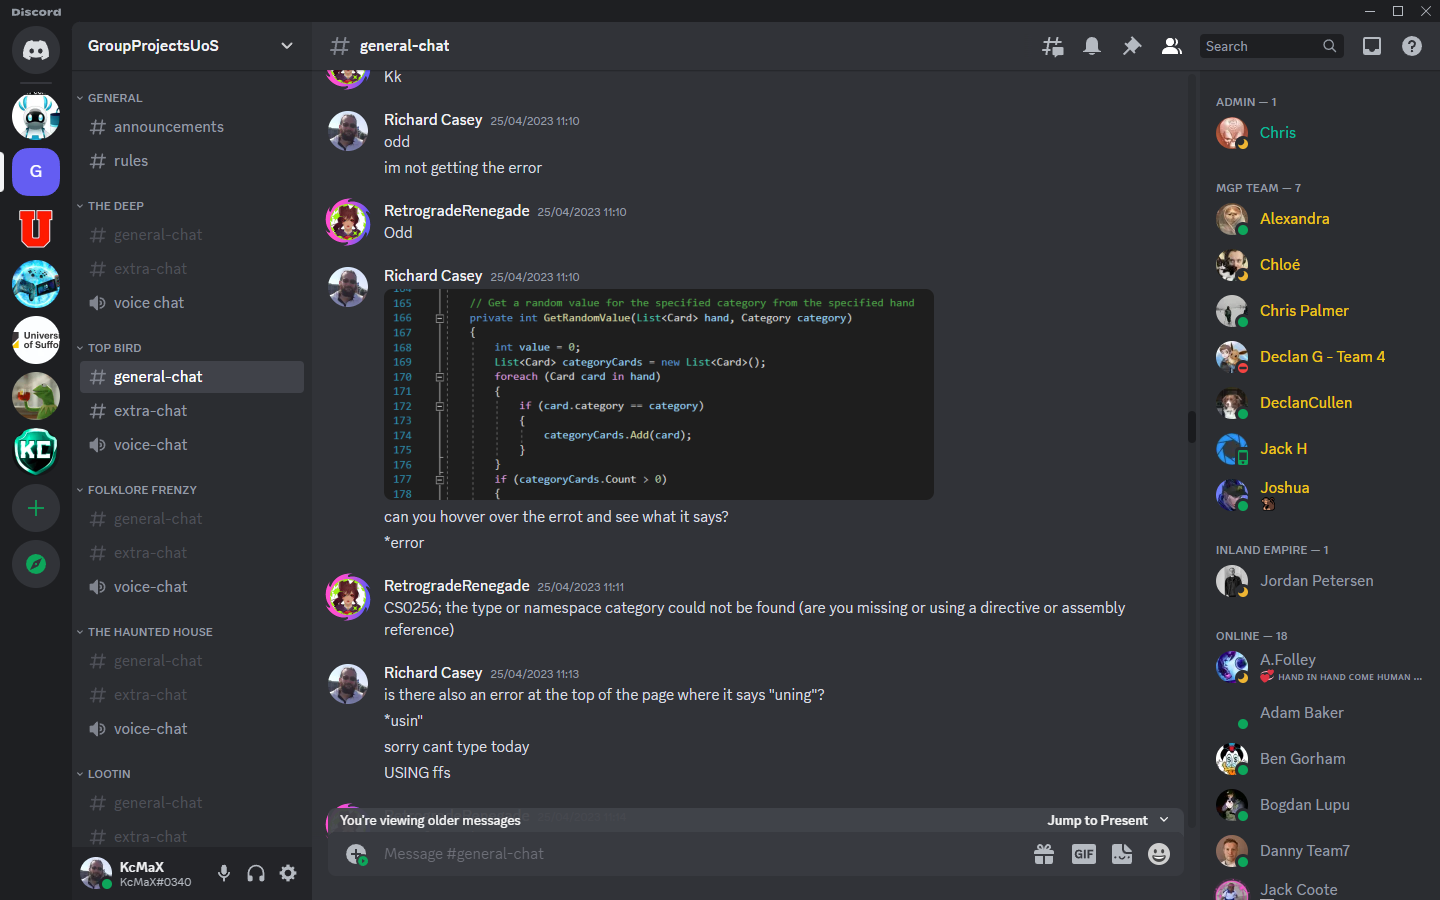 Discord
GroupProjectsUoS
general-chat
Search
GENERAL
announcements
rules
THE DEEP
general-chat
extra-chat
voice chat
TOP BIRD
general-chat
extra-chat
voice-chat
FOLKLORE FRENZY
general-chat
extra-chat
voice-chat
THE HAUNTED HOUSE
general-chat
extra-chat
voice-chat
LOOTIN
general-chat
extra-chat
KcMaX
KcMaX#0340
G
U
Univers
of Suffo
KC
Kk
Richard Casey 25/04/2023 11:10
odd
im not getting the error
RetrogradeRenegade 25/04/2023 11:10
Odd
Richard Casey 25/04/2023 11:10
164
165 // Get a random value for the specified category from the specified hand
166 private int GetRandomValue(List<Card> hand, Category category)
167 {
168 int value = 0;
169 List<Card> categoryCards = new List<Card>();
170 foreach (Card card in hand)
171 {
172 if (card.category == category)
173 {
174 categoryCards.Add(card);
175 }
176 }
177 if (categoryCards.Count > 0)
178 {
can you hovver over the errot and see what it says?
*error
RetrogradeRenegade 25/04/2023 11:11
CS0256; the type or namespace category could not be found (are you missing or using a directive or assembly
reference)
Richard Casey 25/04/2023 11:13
is there also an error at the top of the page where it says "uning"?
*usin"
sorry cant type today
USING ffs
You're viewing older messages
Jump to Present
Message #general-chat
GIF
ADMIN — 1
Chris
MGP TEAM — 7
Alexandra
Chloé
Chris Palmer
Declan G - Team 4
DeclanCullen
Jack H
Joshua
INLAND EMPIRE — 1
Jordan Petersen
ONLINE — 18
A.Folley
HAND IN HAND COME HUMAN ...
Adam Baker
Ben Gorham
Bogdan Lupu
Danny Team7
Jack Coote